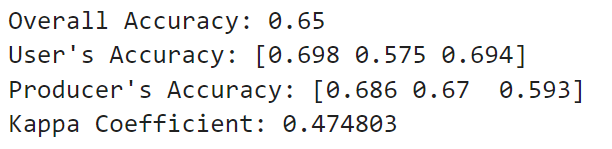 Overall Accuracy: 0.65
User's Accuracy: [0.698 0.575 0.694]
Producer's Accuracy: [0.686 0.67  0.593]
Kappa Coefficient: 0.474803